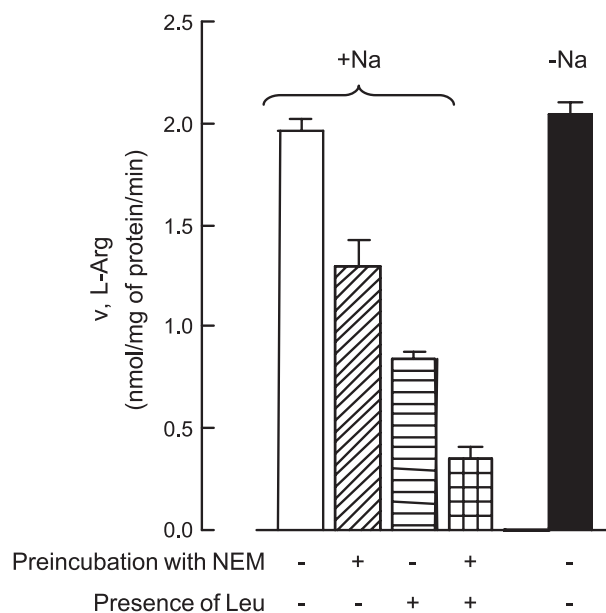 2.5
+Na
-Na
2.0
1.5
1.0
0.5
0.0
v, L-Arg
(nmol/mg of protein/min)
Preincubation with NEM - + - + -
Presence of Leu - - + + -